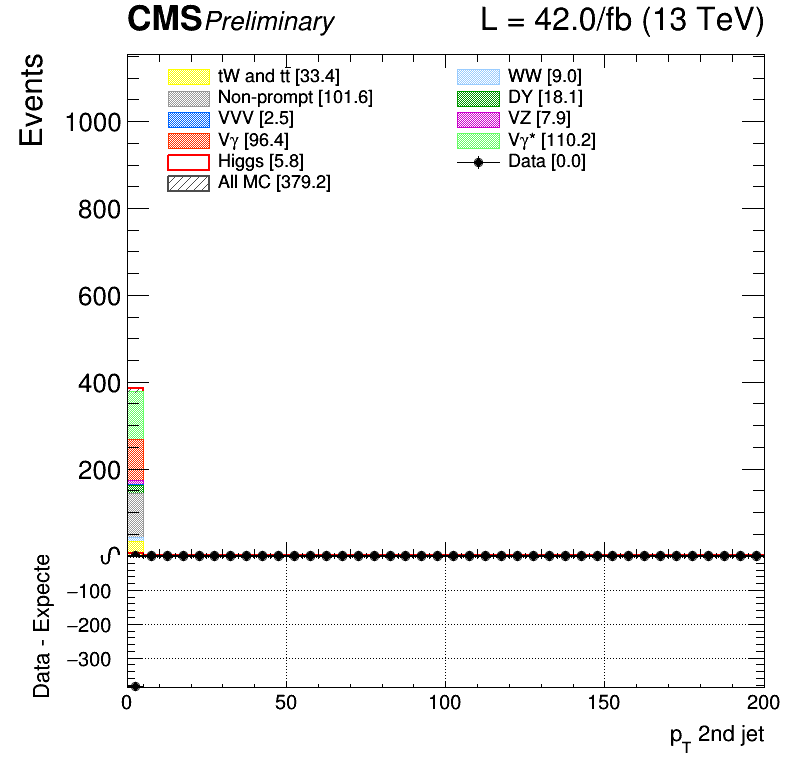 CMS Preliminary L = 42.0/fb (13 TeV)
Events
tW and tt̄ [33.4]
Non-prompt [101.6]
VVV [2.5]
Vγ [96.4]
Higgs [5.8]
All MC [379.2]
WW [9.0]
DY [18.1]
VZ [7.9]
Vγ* [110.2]
Data [0.0]
1000
800
600
400
200
0
Data - Expecte
−100
−200
−300
0 50 100 150 200
p_T 2nd jet